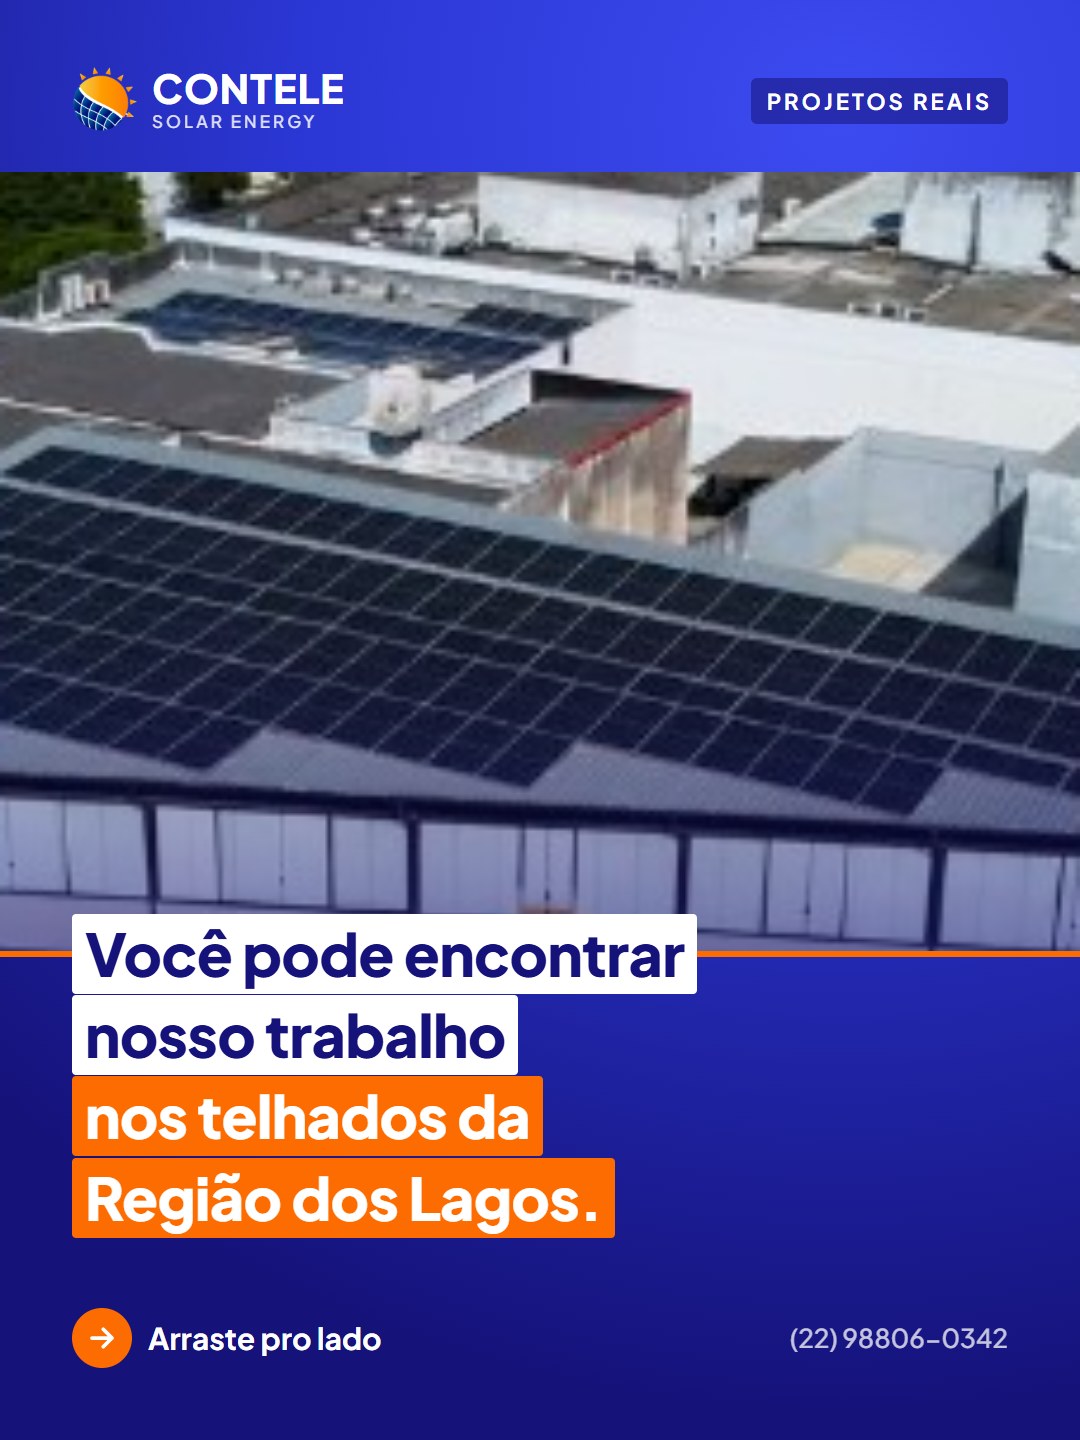 CONTELE
SOLAR ENERGY
PROJETOS REAIS
Você pode encontrar
nosso trabalho
nos telhados da
Região dos Lagos.
Arraste pro lado
(22) 98806-0342